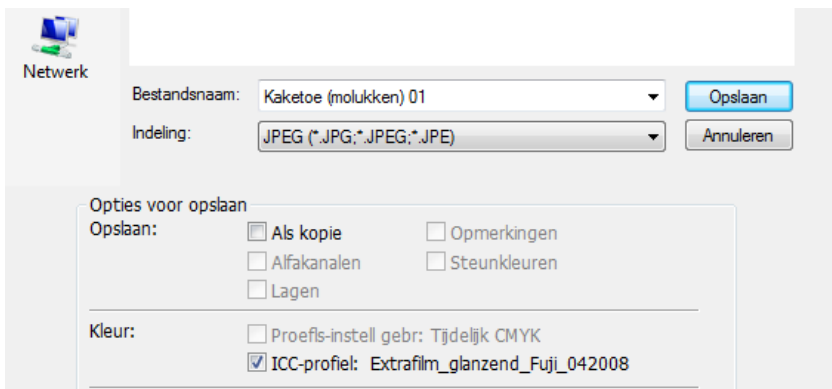 Netwerk
Bestandsnaam: Kaketoe (molukken) 01 Opslaan
Indeling: JPEG (*.JPG;*.JPEG;*.JPE) Annuleren
Opties voor opslaan
Opslaan: Als kopie Opmerkingen
Alfakanalen Steunkleuren
Lagen
Kleur: Proefls-instell gebr: Tijdelijk CMYK
ICC-profiel: Extrafilm_glanzend_Fuji_042008